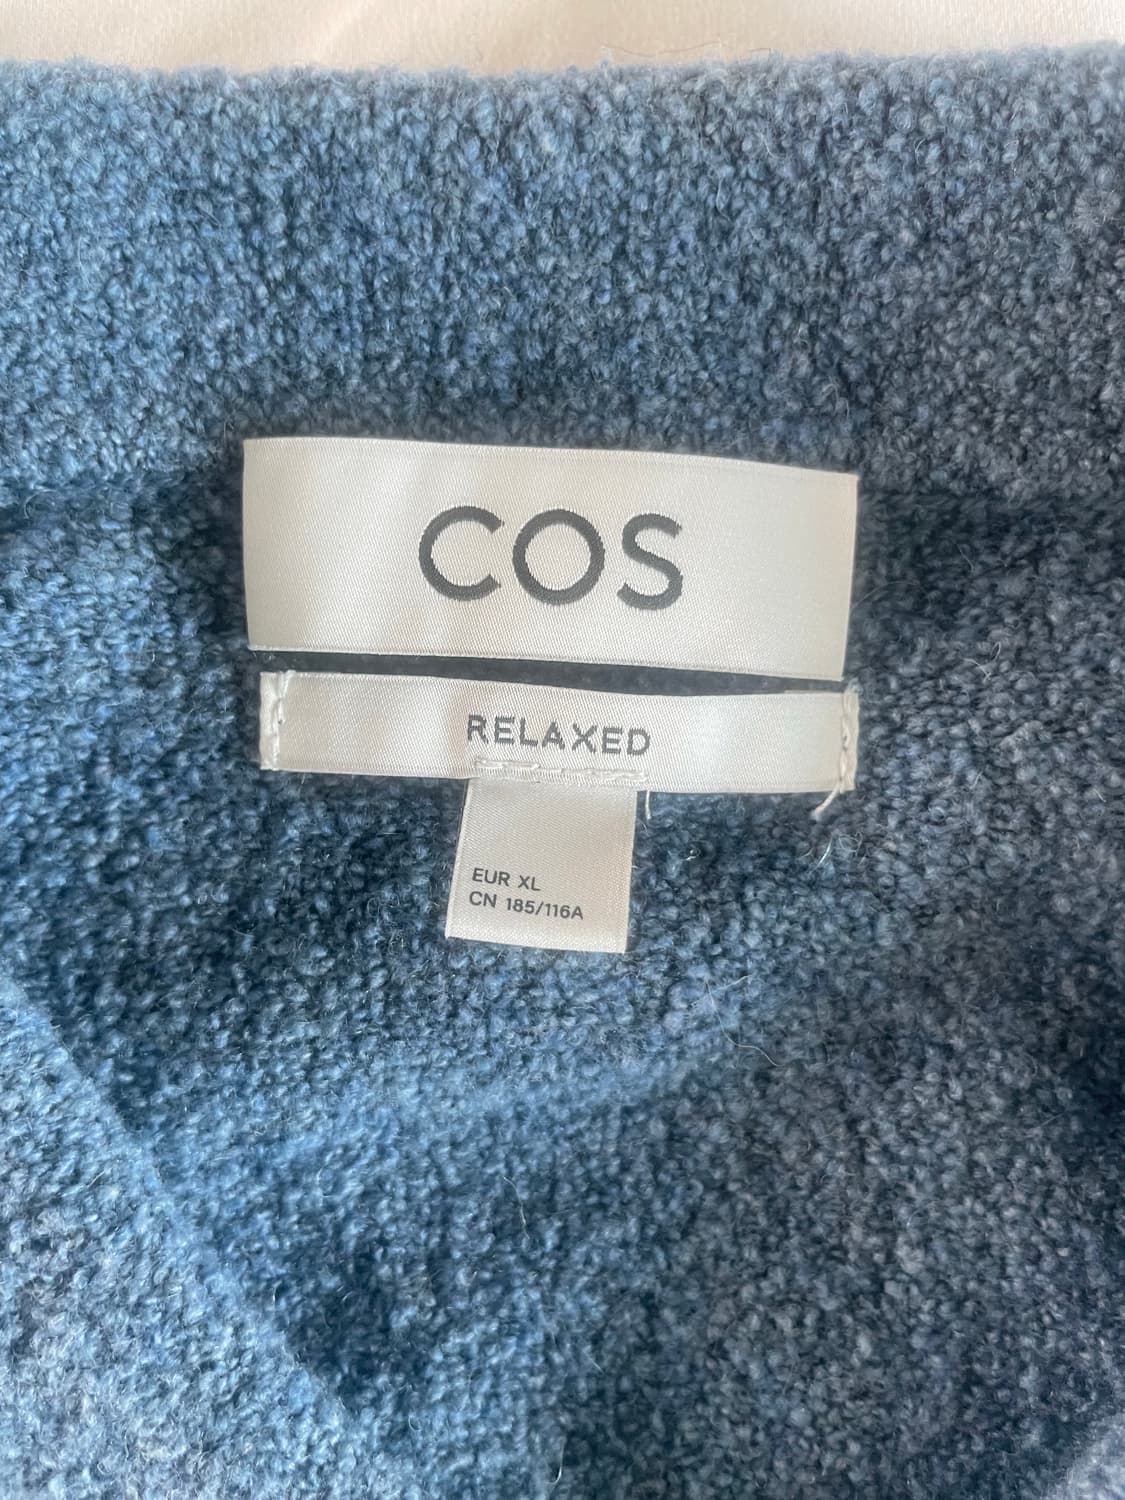 COS
RELAXED
EUR XL
CN 185/116A